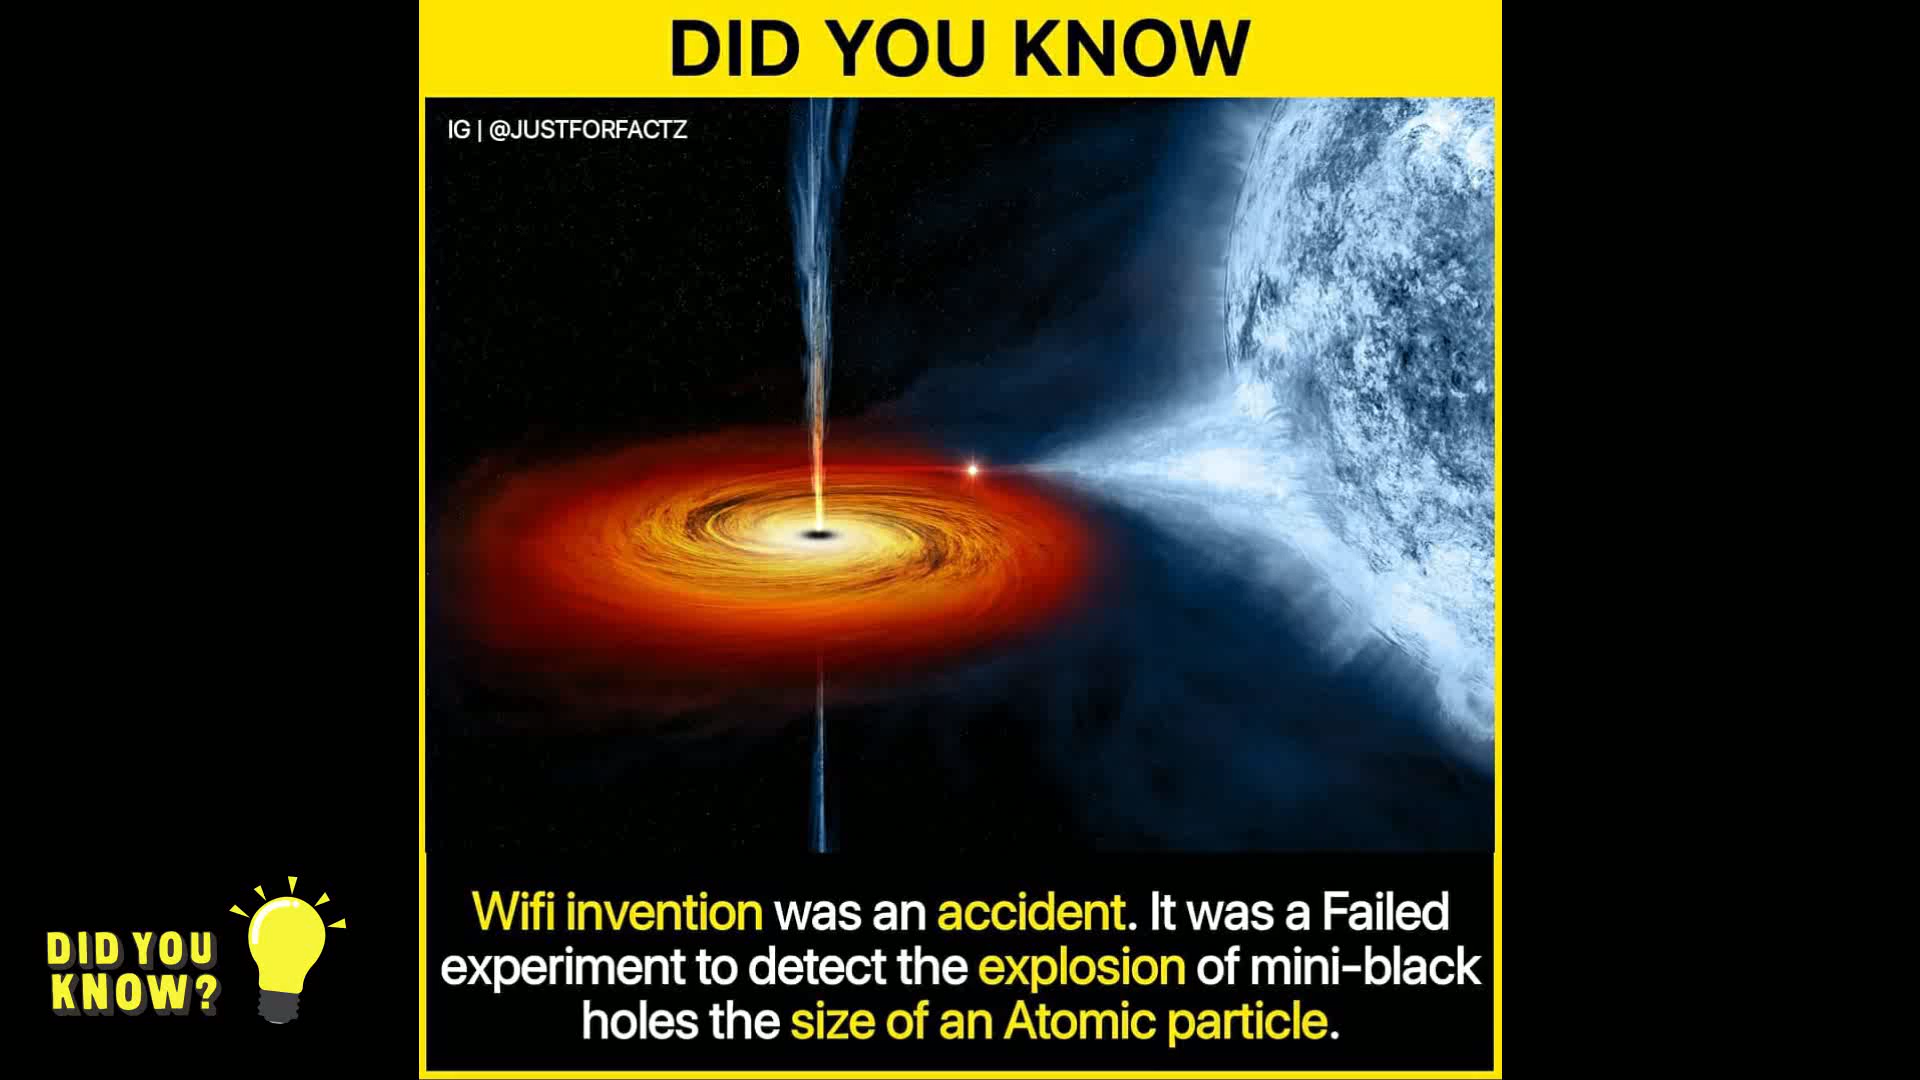 DID YOU KNOW
IG | @JUSTFORFACTZ
Wifi invention was an accident. It was a Failed
experiment to detect the explosion of mini-black
holes the size of an Atomic particle.
DID YOU
KNOW?